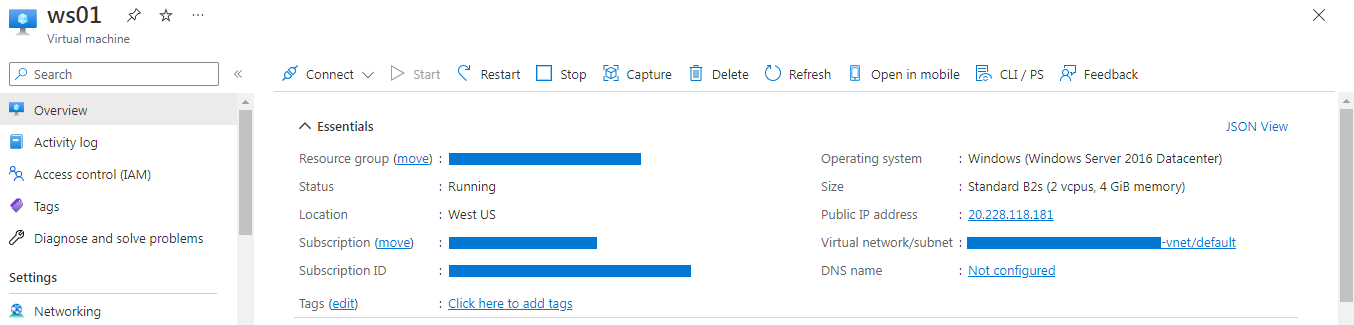 ws01
Virtual machine
Search
Connect Start Restart Stop Capture Delete Refresh Open in mobile CLI / PS Feedback
Overview
Activity log
Access control (IAM)
Tags
Diagnose and solve problems
Settings
Networking
Essentials
JSON View
Resource group (move) :
Status : Running
Location : West US
Subscription (move) :
Subscription ID :
Tags (edit) : Click here to add tags
Operating system : Windows (Windows Server 2016 Datacenter)
Size : Standard B2s (2 vcpus, 4 GiB memory)
Public IP address : 20.228.118.181
Virtual network/subnet : -vnet/default
DNS name : Not configured